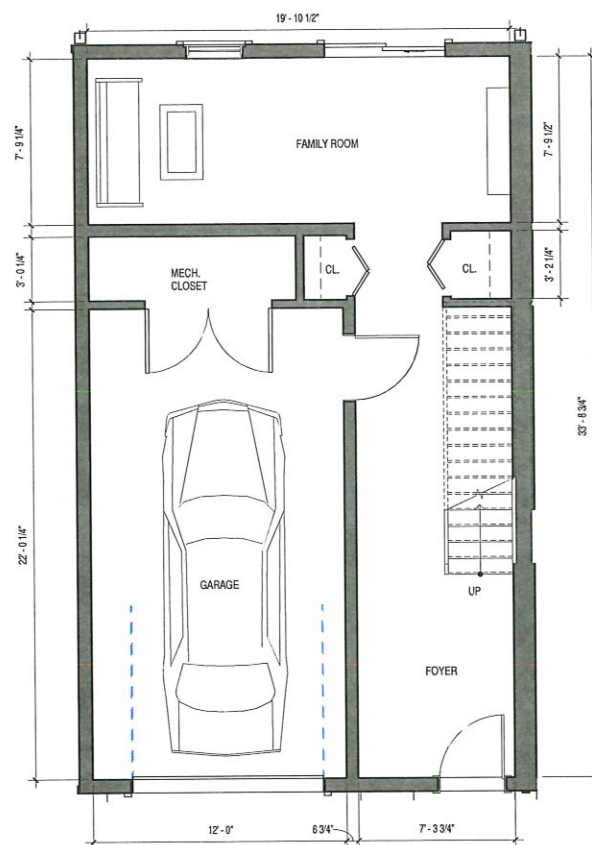 19' - 10 1/2"
7' - 9 1/4"
FAMILY ROOM
7' - 9 1/2"
3' - 0 1/4"
MECH.
CLOSET
CL.
CL.
3' - 2 1/4"
33' - 8 3/4"
22' - 0 1/4"
GARAGE
UP
FOYER
12' - 0"
6 3/4"
7' - 3 3/4"